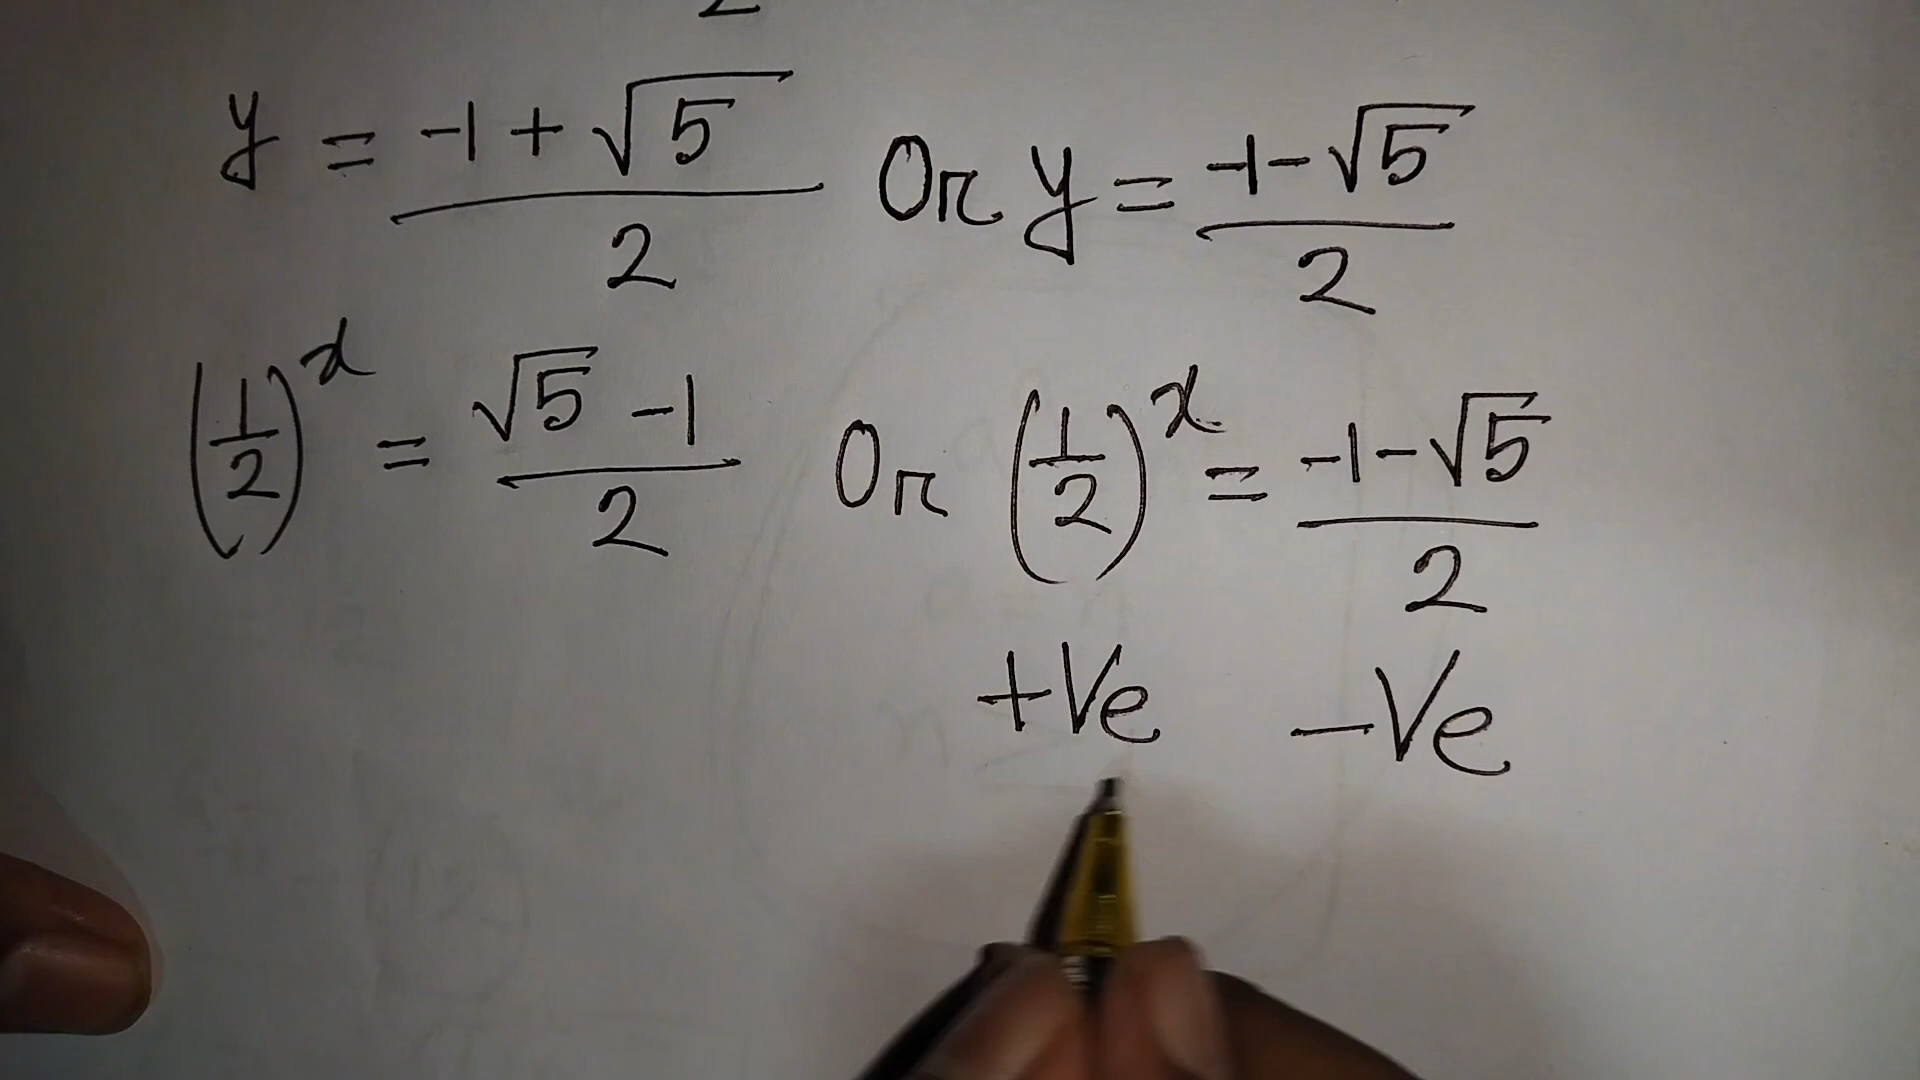 2
y = (-1 + √5)/2 Or y = (-1 - √5)/2
(1/2)^x = (√5 - 1)/2 Or (1/2)^x = (-1 - √5)/2
+Ve -Ve